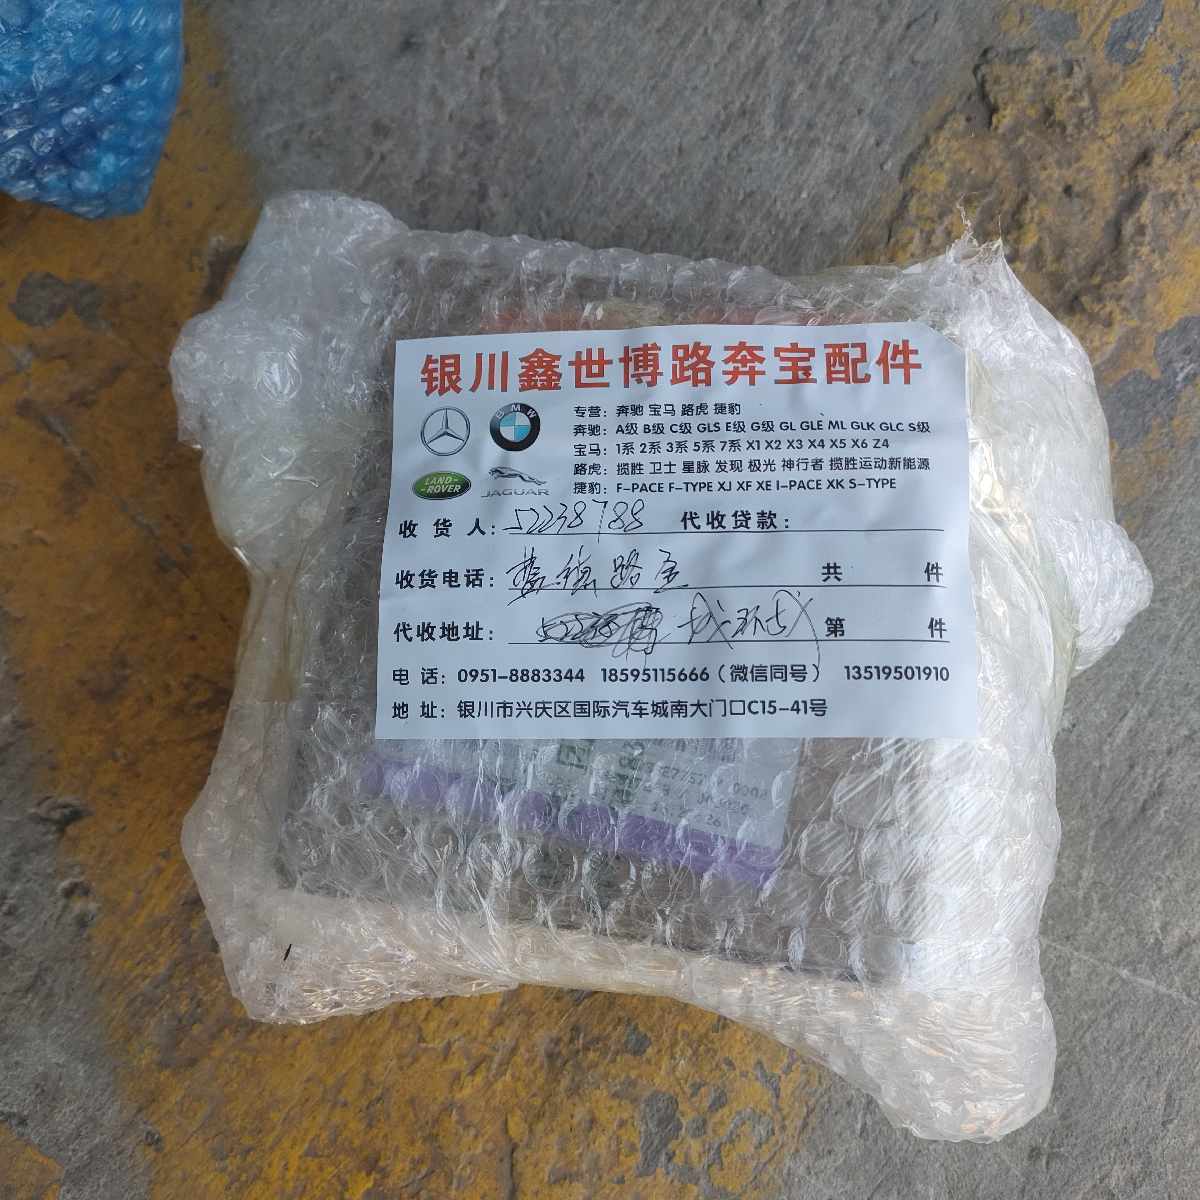 银川鑫世博路奔宝配件
BMW
专营：奔驰 宝马 路虎 捷豹
奔驰：A级 B级 C级 GLS E级 G级 GL GLE ML GLK GLC S级
宝马：1系 2系 3系 5系 7系 X1 X2 X3 X4 X5 X6 Z4
LAND-ROVER
JAGUAR
路虎：揽胜 卫士 星脉 发现 极光 神行者 揽胜运动新能源
捷豹：F-PACE F-TYPE XJ XF XE I-PACE XK S-TYPE
收货人：52238788 代收贷款：
收货电话： 路 共 件
代收地址： 第 件
电话：0951-8883344 18595115666（微信同号） 13519501910
地址：银川市兴庆区国际汽车城南大门口C15-41号